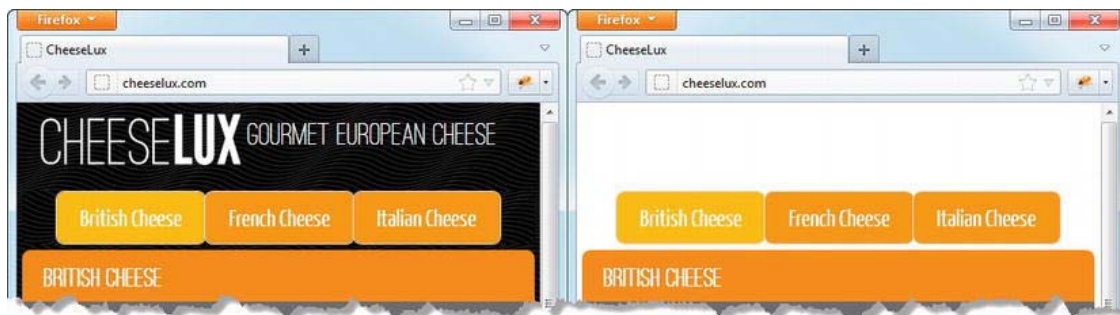 Firefox
CheeseLux
cheeselux.com
CHEESELUX GOURMET EUROPEAN CHEESE
British Cheese French Cheese Italian Cheese
BRITISH CHEESE
Firefox
CheeseLux
cheeselux.com
British Cheese French Cheese Italian Cheese
BRITISH CHEESE